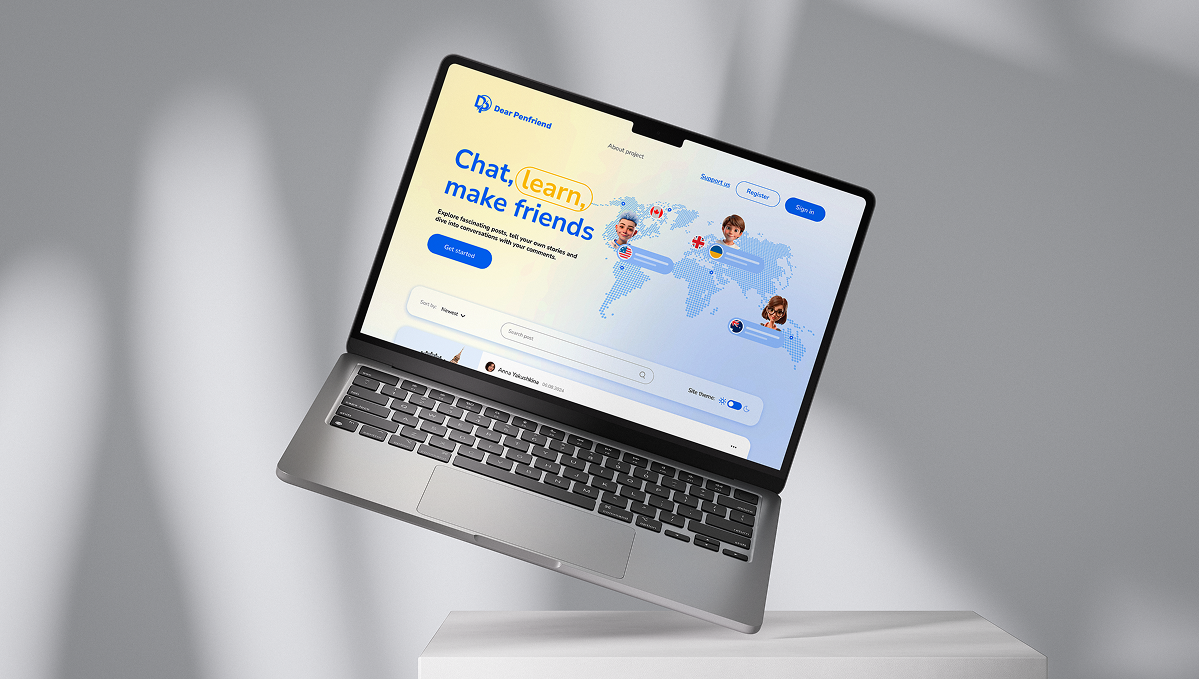 Dear Penfriend
About project
Support us
Register
Sign in
Chat, learn,
make friends
Explore fascinating posts, tell your own stories and
dive into conversations with your comments.
Get started
Sort by:
Newest
Search post
Site theme:
Anna Yakushkina
05.08.2024